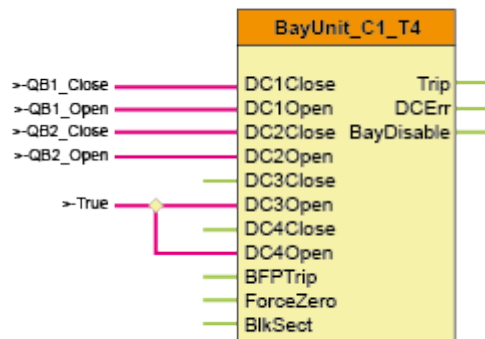 BayUnit_C1_T4
>-QB1_Close DC1Close Trip
>-QB1_Open DC1Open DCErr
>-QB2_Close DC2Close BayDisable
>-QB2_Open DC2Open
DC3Close
>-True DC3Open
DC4Close
DC4Open
BFPTrip
ForceZero
BlkSect